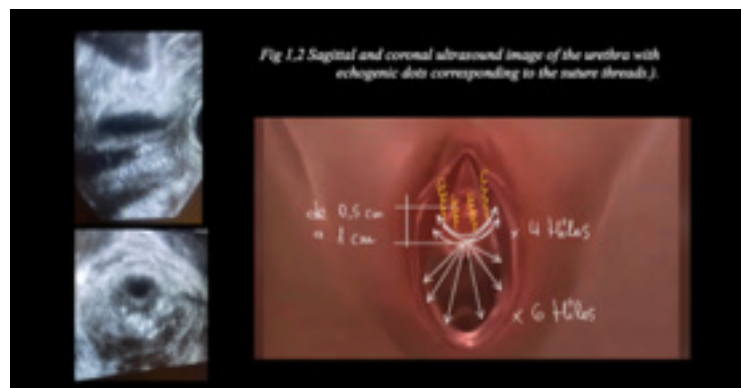 Fig 1,2 Sagittal and coronal ultrasound image of the urethra with
echogenic dots corresponding to the suture threads.).
de 0,5 cm
a 1 cm
x 4 Hilos
x 6 Hilos